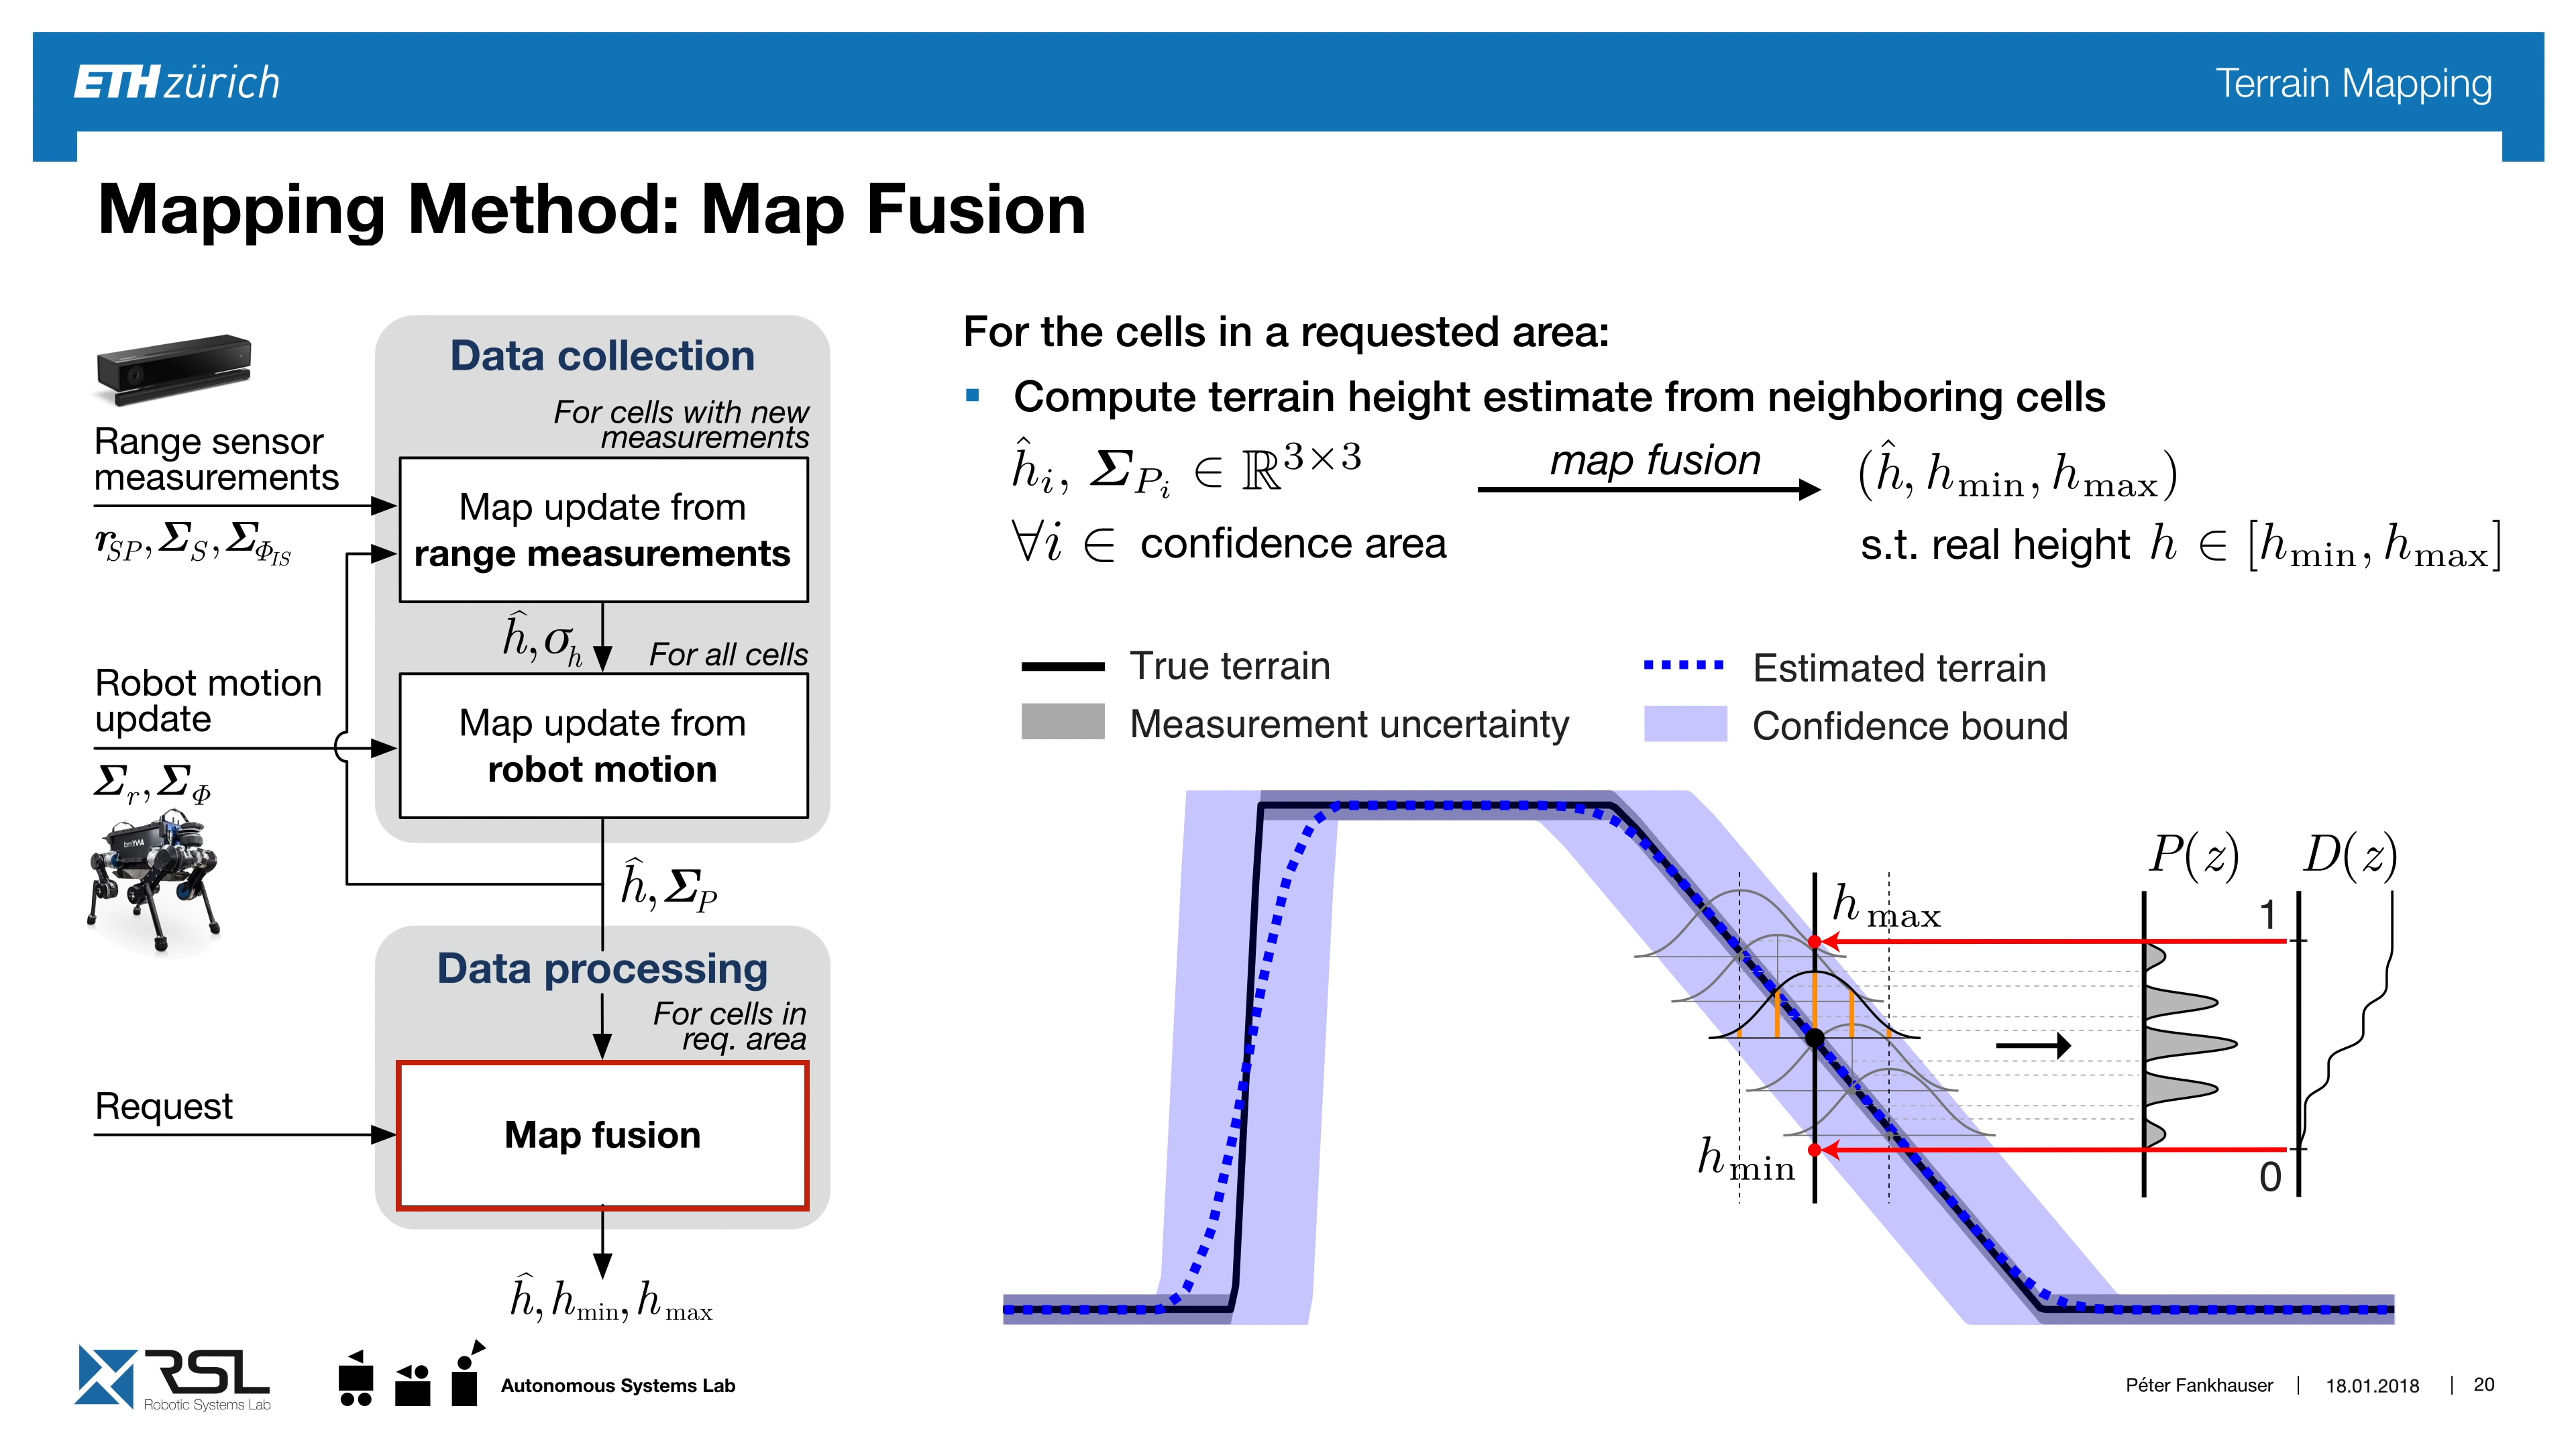 ETH zürich
Terrain Mapping
Mapping Method: Map Fusion
Data collection
For cells with new
measurements
Range sensor
measurements
r_SP, Σ_S, Σ_Φ_IS
Map update from
range measurements
ĥ, σ_h
For all cells
Robot motion
update
Σ_r, Σ_Φ
Map update from
robot motion
ĥ, Σ_P
Data processing
For cells in
req. area
Request
Map fusion
ĥ, h_min, h_max
For the cells in a requested area:
▪ Compute terrain height estimate from neighboring cells
ĥ_i, Σ_P_i ∈ ℝ^3×3
map fusion
(ĥ, h_min, h_max)
∀i ∈ confidence area
s.t. real height h ∈ [h_min, h_max]
True terrain
Estimated terrain
Measurement uncertainty
Confidence bound
P(z)
D(z)
h_max
1
h_min
0
RSL
Robotic Systems Lab
Autonomous Systems Lab
Péter Fankhauser | 18.01.2018 | 20